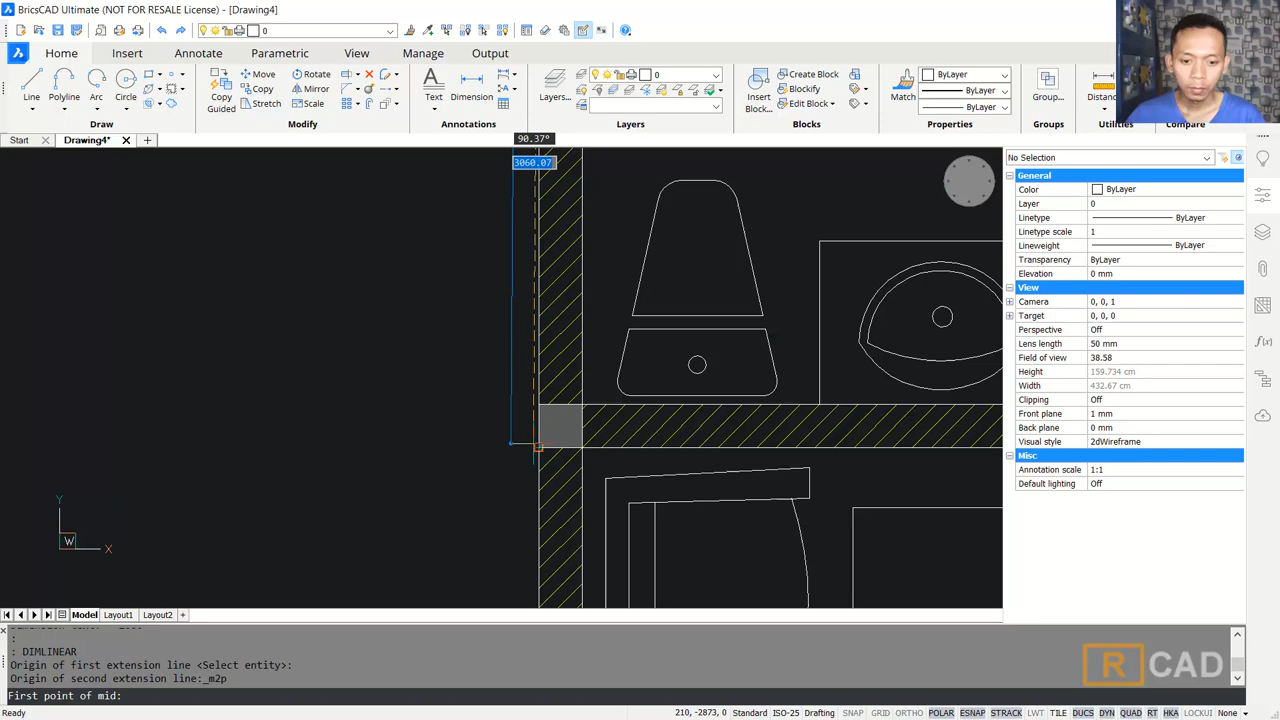 BricsCAD Ultimate (NOT FOR RESALE License) - [Drawing4]
0
Home Insert Annotate Parametric View Manage Output
Line Polyline Arc Circle
Draw
Copy Guided Move Copy Stretch Rotate Mirror Scale
Modify
Text Dimension
Annotations
Layers... 0
Layers
Insert Block... Create Block Blockify Edit Block
Blocks
Match ByLayer ByLayer ByLayer
Properties
Group...
Groups
Distance
Utilities
Compare
Start Drawing4*
90.37°
3060.07
W
Y
X
No Selection
General
Color ByLayer
Layer 0
Linetype ByLayer
Linetype scale 1
Lineweight ByLayer
Transparency ByLayer
Elevation 0 mm
View
Camera 0, 0, 1
Target 0, 0, 0
Perspective Off
Lens length 50 mm
Field of view 38.58
Height 159.734 cm
Width 432.67 cm
Clipping Off
Front plane 1 mm
Back plane 0 mm
Visual style 2dWireframe
Misc
Annotation scale 1:1
Default lighting Off
Model Layout1 Layout2
:
: DIMLINEAR
Origin of first extension line <Select entity>:
Origin of second extension line:_m2p
First point of mid:
R CAD
Ready
210, -2873, 0 Standard ISO-25 Drafting SNAP GRID ORTHO POLAR ESNAP STRACK LWT TILE DUCS DYN QUAD RT HKA LOCKUI None